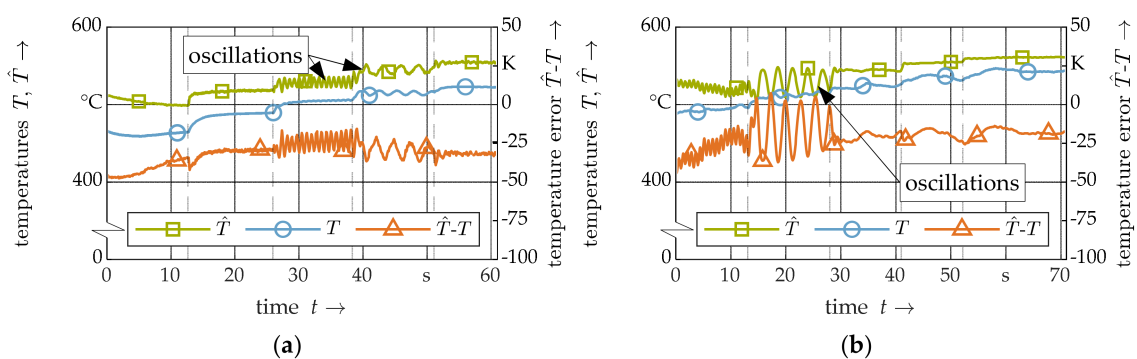 temperatures T, T̂ →
600
°C
400
0
oscillations
T̂
T
T̂-T
0
10
20
30
40
s
60
time t →
50
K
0
-25
-50
-75
-100
temperature error T̂-T →
(a)
temperatures T, T̂ →
600
°C
400
0
oscillations
T̂
T
T̂-T
0
10
20
30
40
50
s
70
time t →
50
K
0
-25
-50
-75
-100
temperature error T̂-T →
(b)